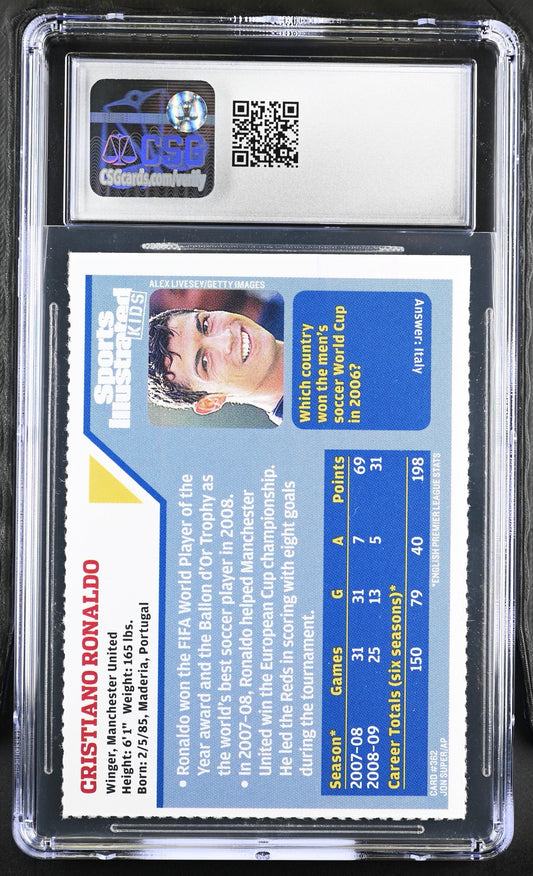 CSG
CSGcards.com/verify
CRISTIANO RONALDO
Winger, Manchester United
Height: 6'1" Weight: 165 lbs.
Born: 2/5/85, Maderia, Portugal
Sports
Illustrated
KIDS
• Ronaldo won the FIFA World Player of the
Year award and the Ballon d'Or Trophy as
the world's best soccer player in 2008.
• In 2007-08, Ronaldo helped Manchester
United win the European Cup championship.
He led the Reds in scoring with eight goals
during the tournament.
ALEX LIVESEY/GETTY IMAGES
Which country
won the men's
soccer World Cup
in 2006?
Answer: Italy
Season* Games G A Points
2007-08 31 31 7 69
2008-09 25 13 5 31
Career Totals (six seasons)*
150 79 40 198
*ENGLISH PREMIER LEAGUE STATS
CARD #362
JON SUPER/AP